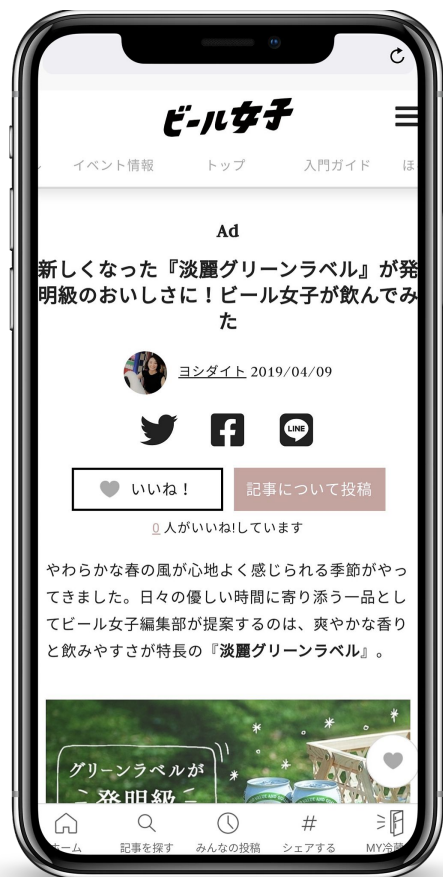 ビール女子
イベント情報 トップ 入門ガイド ほ
Ad
新しくなった『淡麗グリーンラベル』が発
明級のおいしさに！ビール女子が飲んでみ
た
ヨシダイト 2019/04/09
LINE
いいね！ 記事について投稿
0 人がいいね!しています
やわらかな春の風が心地よく感じられる季節がやっ
てきました。日々の優しい時間に寄り添う一品とし
てビール女子編集部が提案するのは、爽やかな香り
と飲みやすさが特長の『淡麗グリーンラベル』。
グリーンラベルが
発明級
ホーム 記事を探す みんなの投稿 シェアする MY冷蔵